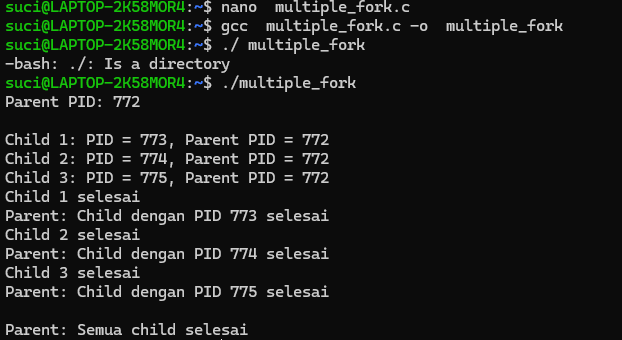 suci@LAPTOP-2K58MOR4:~$ nano  multiple_fork.c
suci@LAPTOP-2K58MOR4:~$ gcc  multiple_fork.c -o  multiple_fork
suci@LAPTOP-2K58MOR4:~$ ./ multiple_fork
-bash: ./: Is a directory
suci@LAPTOP-2K58MOR4:~$ ./multiple_fork
Parent PID: 772

Child 1: PID = 773, Parent PID = 772
Child 2: PID = 774, Parent PID = 772
Child 3: PID = 775, Parent PID = 772
Child 1 selesai
Parent: Child dengan PID 773 selesai
Child 2 selesai
Parent: Child dengan PID 774 selesai
Child 3 selesai
Parent: Child dengan PID 775 selesai

Parent: Semua child selesai